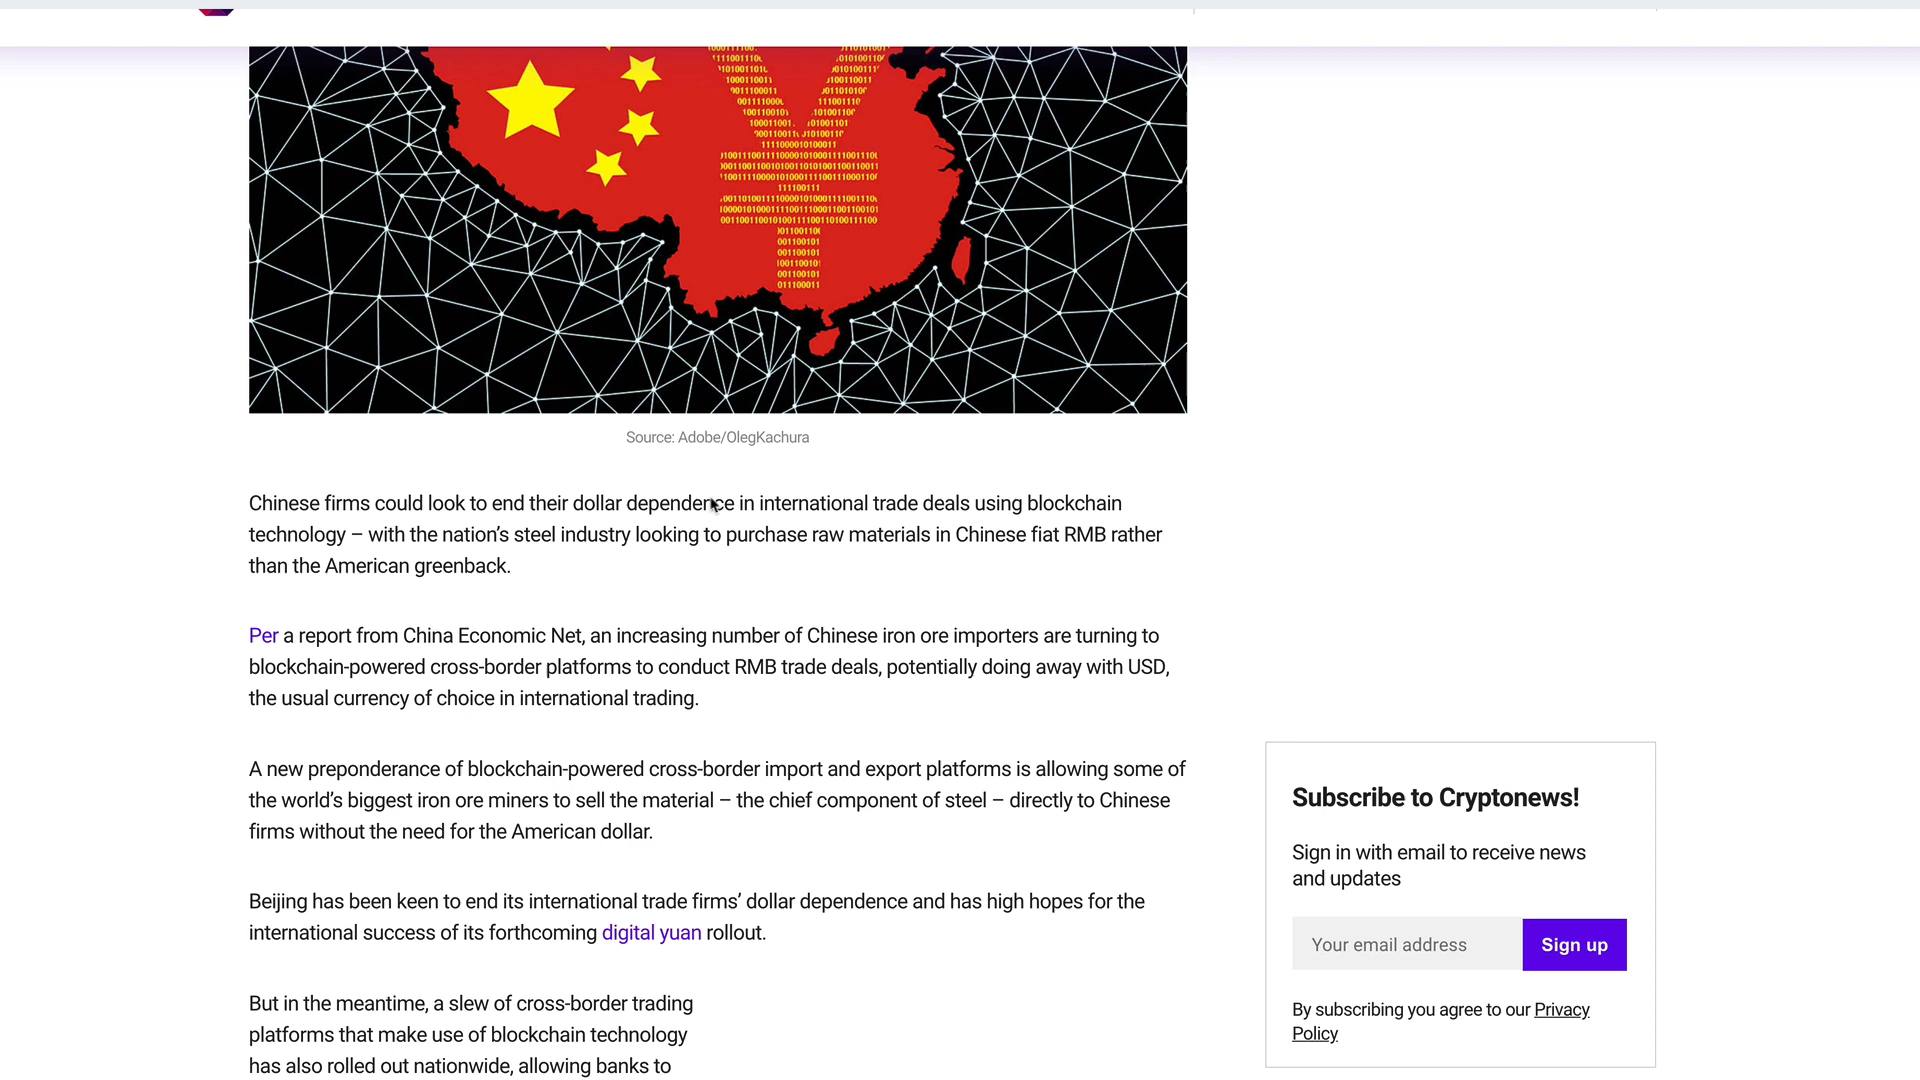 Source: Adobe/OlegKachura
Chinese firms could look to end their dollar dependence in international trade deals using blockchain
technology – with the nation’s steel industry looking to purchase raw materials in Chinese fiat RMB rather
than the American greenback.
Per a report from China Economic Net, an increasing number of Chinese iron ore importers are turning to
blockchain-powered cross-border platforms to conduct RMB trade deals, potentially doing away with USD,
the usual currency of choice in international trading.
A new preponderance of blockchain-powered cross-border import and export platforms is allowing some of
the world’s biggest iron ore miners to sell the material – the chief component of steel – directly to Chinese
firms without the need for the American dollar.
Beijing has been keen to end its international trade firms’ dollar dependence and has high hopes for the
international success of its forthcoming digital yuan rollout.
But in the meantime, a slew of cross-border trading
platforms that make use of blockchain technology
has also rolled out nationwide, allowing banks to
Subscribe to Cryptonews!
Sign in with email to receive news
and updates
Your email address
Sign up
By subscribing you agree to our Privacy
Policy